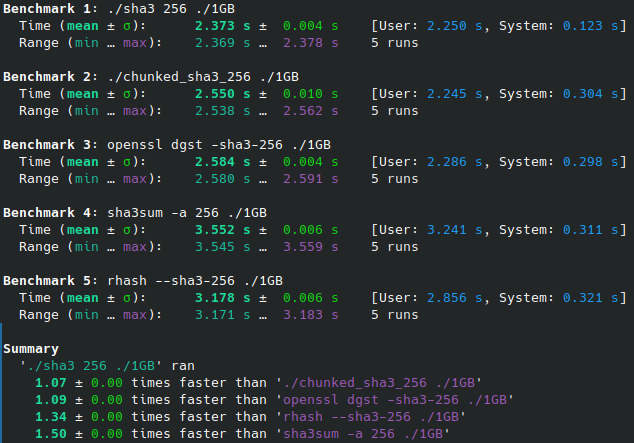 Benchmark 1: ./sha3 256 ./1GB
Time (mean ± σ): 2.373 s ± 0.004 s [User: 2.250 s, System: 0.123 s]
Range (min … max): 2.369 s … 2.378 s 5 runs
Benchmark 2: ./chunked_sha3_256 ./1GB
Time (mean ± σ): 2.550 s ± 0.010 s [User: 2.245 s, System: 0.304 s]
Range (min … max): 2.538 s … 2.562 s 5 runs
Benchmark 3: openssl dgst -sha3-256 ./1GB
Time (mean ± σ): 2.584 s ± 0.004 s [User: 2.286 s, System: 0.298 s]
Range (min … max): 2.580 s … 2.591 s 5 runs
Benchmark 4: sha3sum -a 256 ./1GB
Time (mean ± σ): 3.552 s ± 0.006 s [User: 3.241 s, System: 0.311 s]
Range (min … max): 3.545 s … 3.559 s 5 runs
Benchmark 5: rhash --sha3-256 ./1GB
Time (mean ± σ): 3.178 s ± 0.006 s [User: 2.856 s, System: 0.321 s]
Range (min … max): 3.171 s … 3.183 s 5 runs
Summary
'./sha3 256 ./1GB' ran
1.07 ± 0.00 times faster than './chunked_sha3_256 ./1GB'
1.09 ± 0.00 times faster than 'openssl dgst -sha3-256 ./1GB'
1.34 ± 0.00 times faster than 'rhash --sha3-256 ./1GB'
1.50 ± 0.00 times faster than 'sha3sum -a 256 ./1GB'